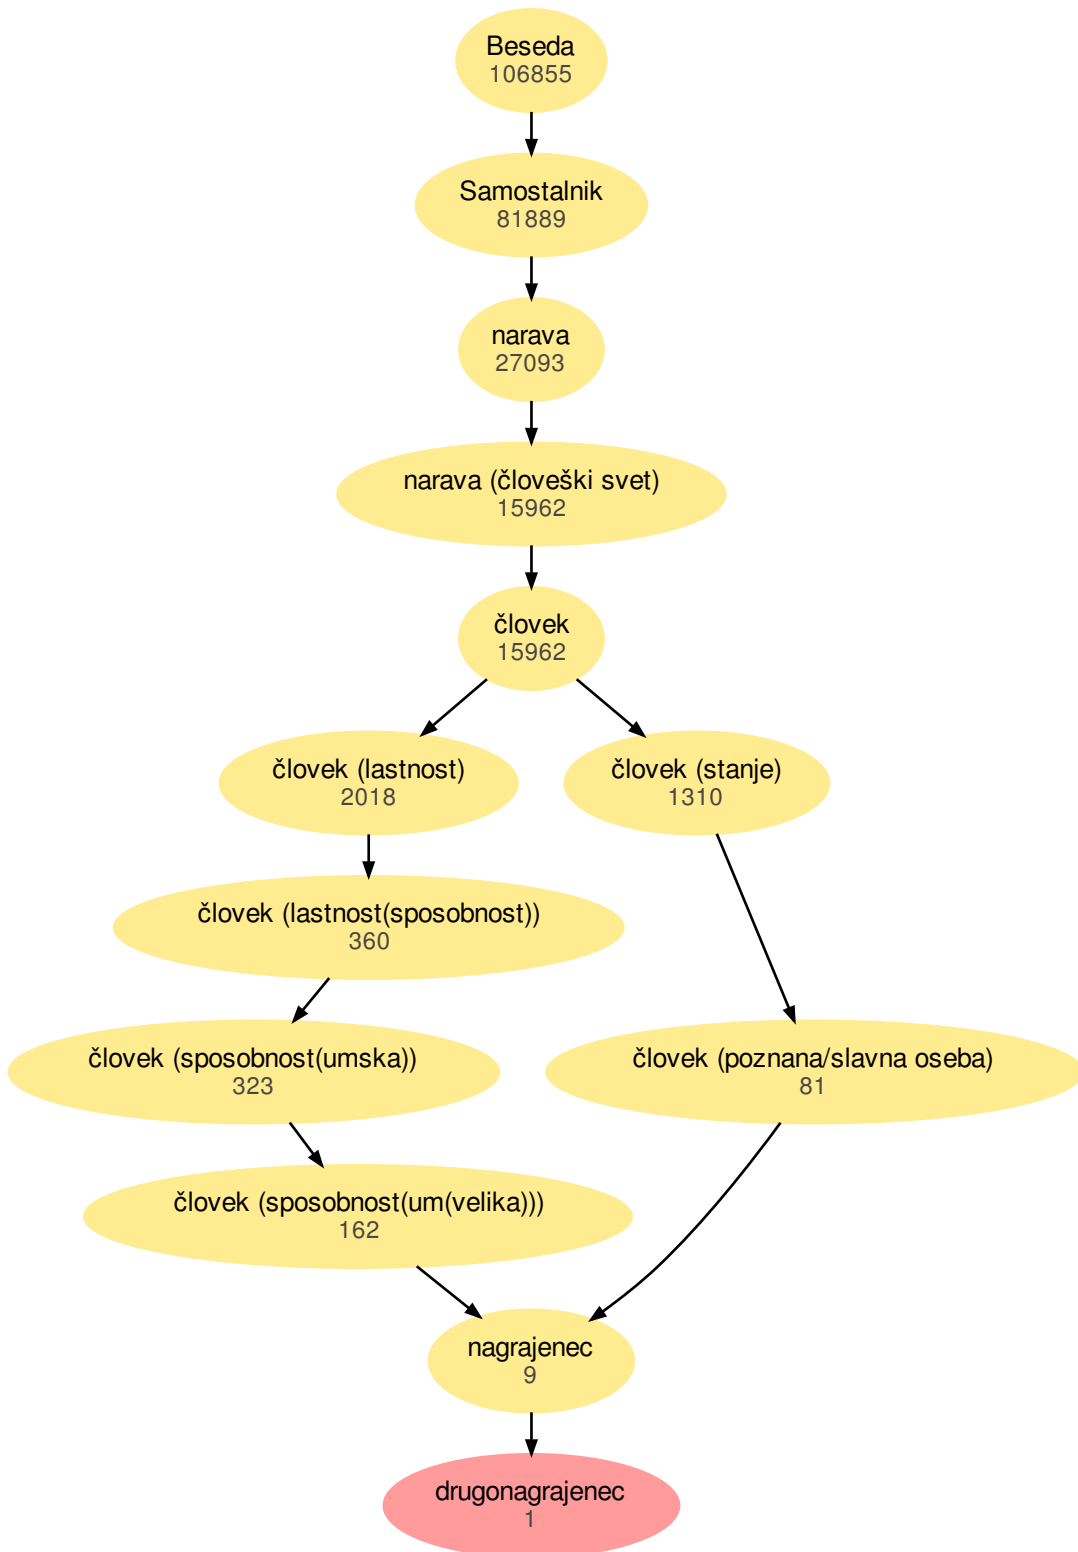 Beseda
106855
Samostalnik
81889
narava
27093
narava (človeški svet)
15962
človek
15962
človek (lastnost)
2018
človek (stanje)
1310
človek (lastnost(sposobnost))
360
človek (sposobnost(umska))
323
človek (poznana/slavna oseba)
81
človek (sposobnost(um(velika)))
162
nagrajenec
9
drugonagrajenec
1